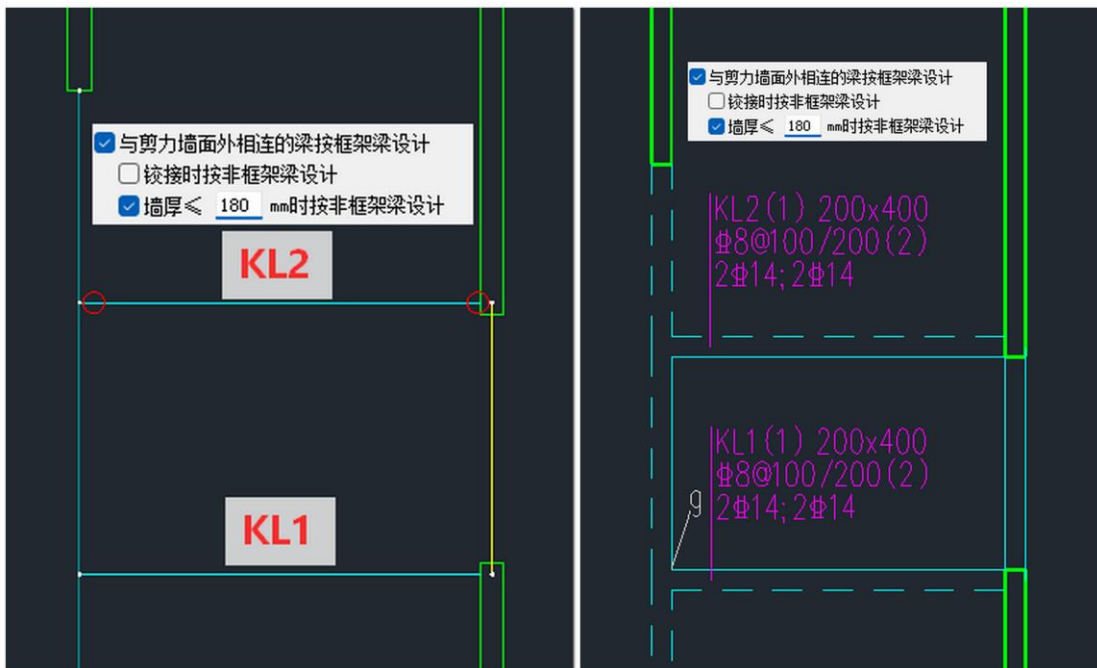 与剪力墙面外相连的梁按框架梁设计
铰接时按非框架梁设计
墙厚≤ 180 mm时按非框架梁设计
KL2
KL1
与剪力墙面外相连的梁按框架梁设计
铰接时按非框架梁设计
墙厚≤ 180 mm时按非框架梁设计
KL2(1) 200x400
⌀8@100/200(2)
2⌀14;2⌀14
KL1(1) 200x400
⌀8@100/200(2)
2⌀14;2⌀14
g